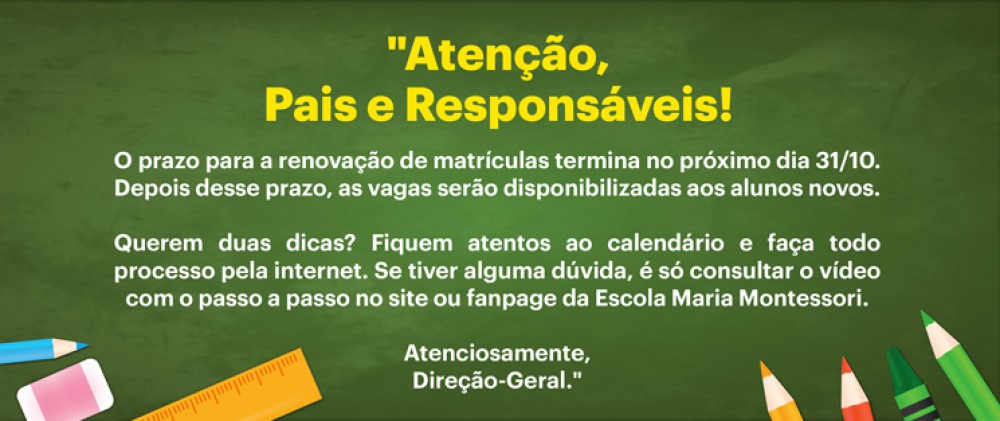 "Atenção,
Pais e Responsáveis!
O prazo para a renovação de matrículas termina no próximo dia 31/10.
Depois desse prazo, as vagas serão disponibilizadas aos alunos novos.
Querem duas dicas? Fiquem atentos ao calendário e faça todo
processo pela internet. Se tiver alguma dúvida, é só consultar o vídeo
com o passo a passo no site ou fanpage da Escola Maria Montessori.
Atenciosamente,
Direção-Geral."